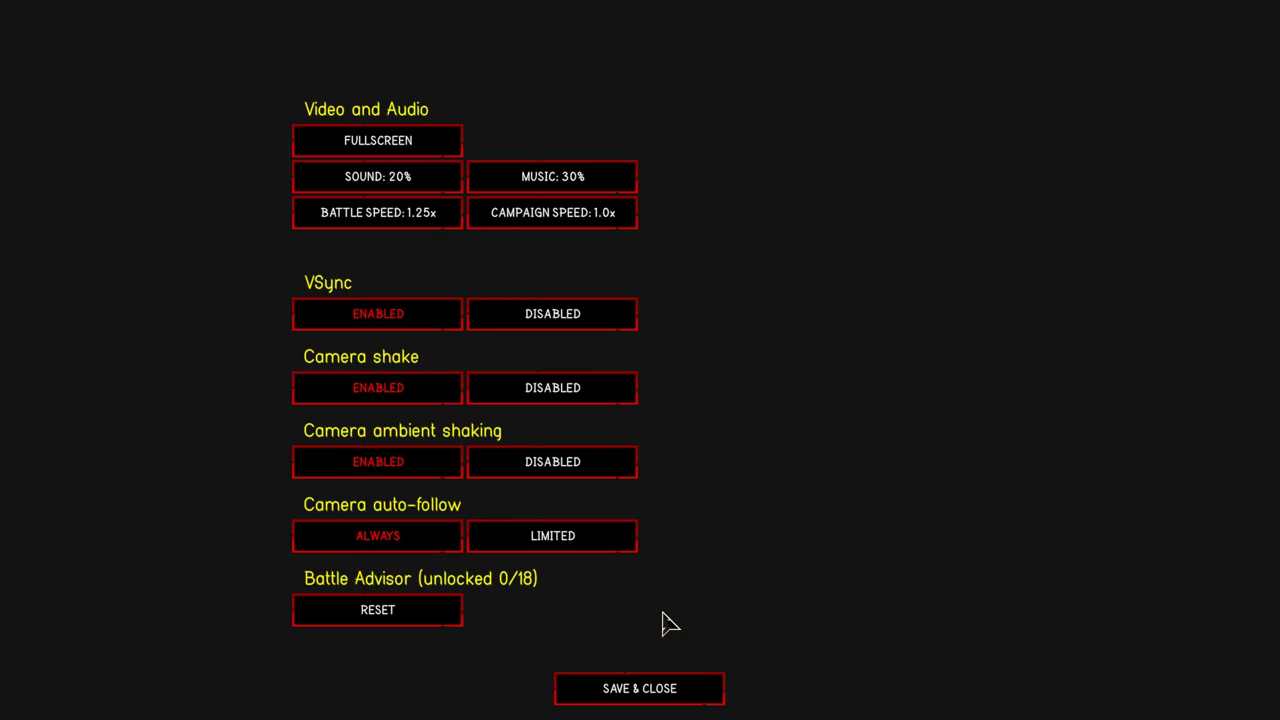 Video and Audio
FULLSCREEN
SOUND: 20% MUSIC: 30%
BATTLE SPEED: 1.25x CAMPAIGN SPEED: 1.0x
VSync
ENABLED DISABLED
Camera shake
ENABLED DISABLED
Camera ambient shaking
ENABLED DISABLED
Camera auto-follow
ALWAYS LIMITED
Battle Advisor (unlocked 0/18)
RESET
SAVE & CLOSE